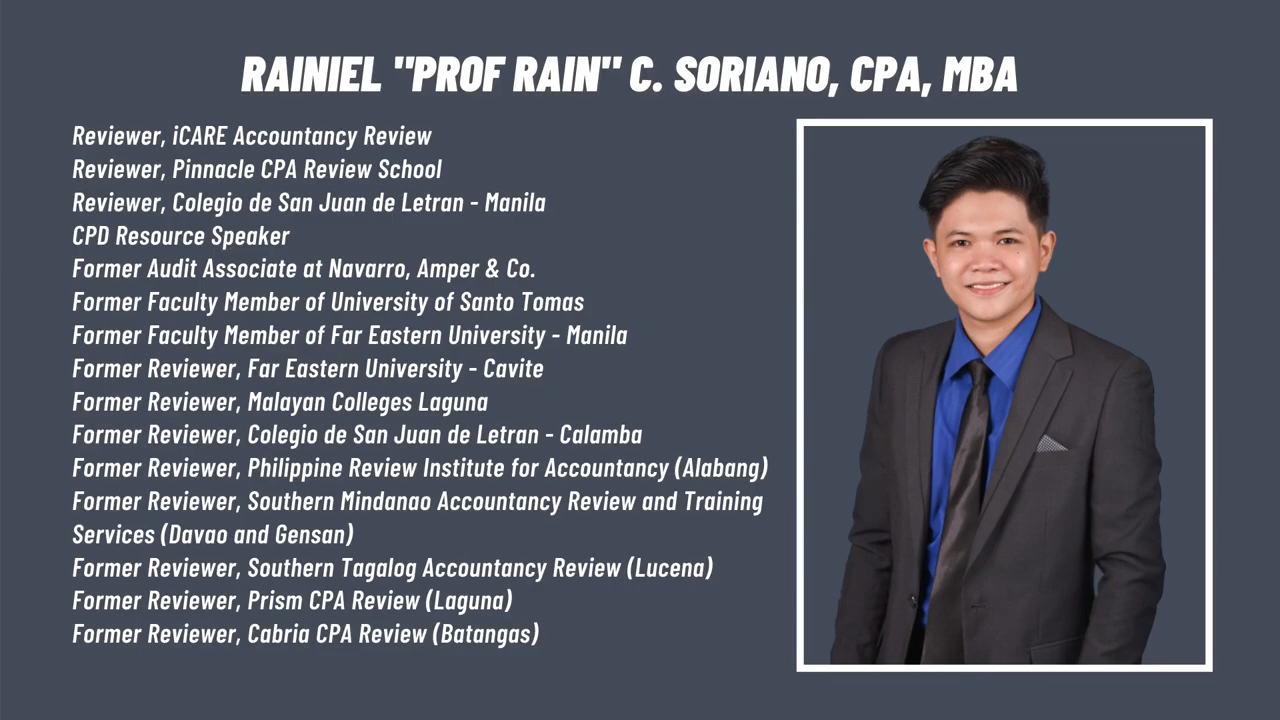 RAINIEL "PROF RAIN" C. SORIANO, CPA, MBA
Reviewer, iCARE Accountancy Review
Reviewer, Pinnacle CPA Review School
Reviewer, Colegio de San Juan de Letran - Manila
CPD Resource Speaker
Former Audit Associate at Navarro, Amper & Co.
Former Faculty Member of University of Santo Tomas
Former Faculty Member of Far Eastern University - Manila
Former Reviewer, Far Eastern University - Cavite
Former Reviewer, Malayan Colleges Laguna
Former Reviewer, Colegio de San Juan de Letran - Calamba
Former Reviewer, Philippine Review Institute for Accountancy (Alabang)
Former Reviewer, Southern Mindanao Accountancy Review and Training
Services (Davao and Gensan)
Former Reviewer, Southern Tagalog Accountancy Review (Lucena)
Former Reviewer, Prism CPA Review (Laguna)
Former Reviewer, Cabria CPA Review (Batangas)